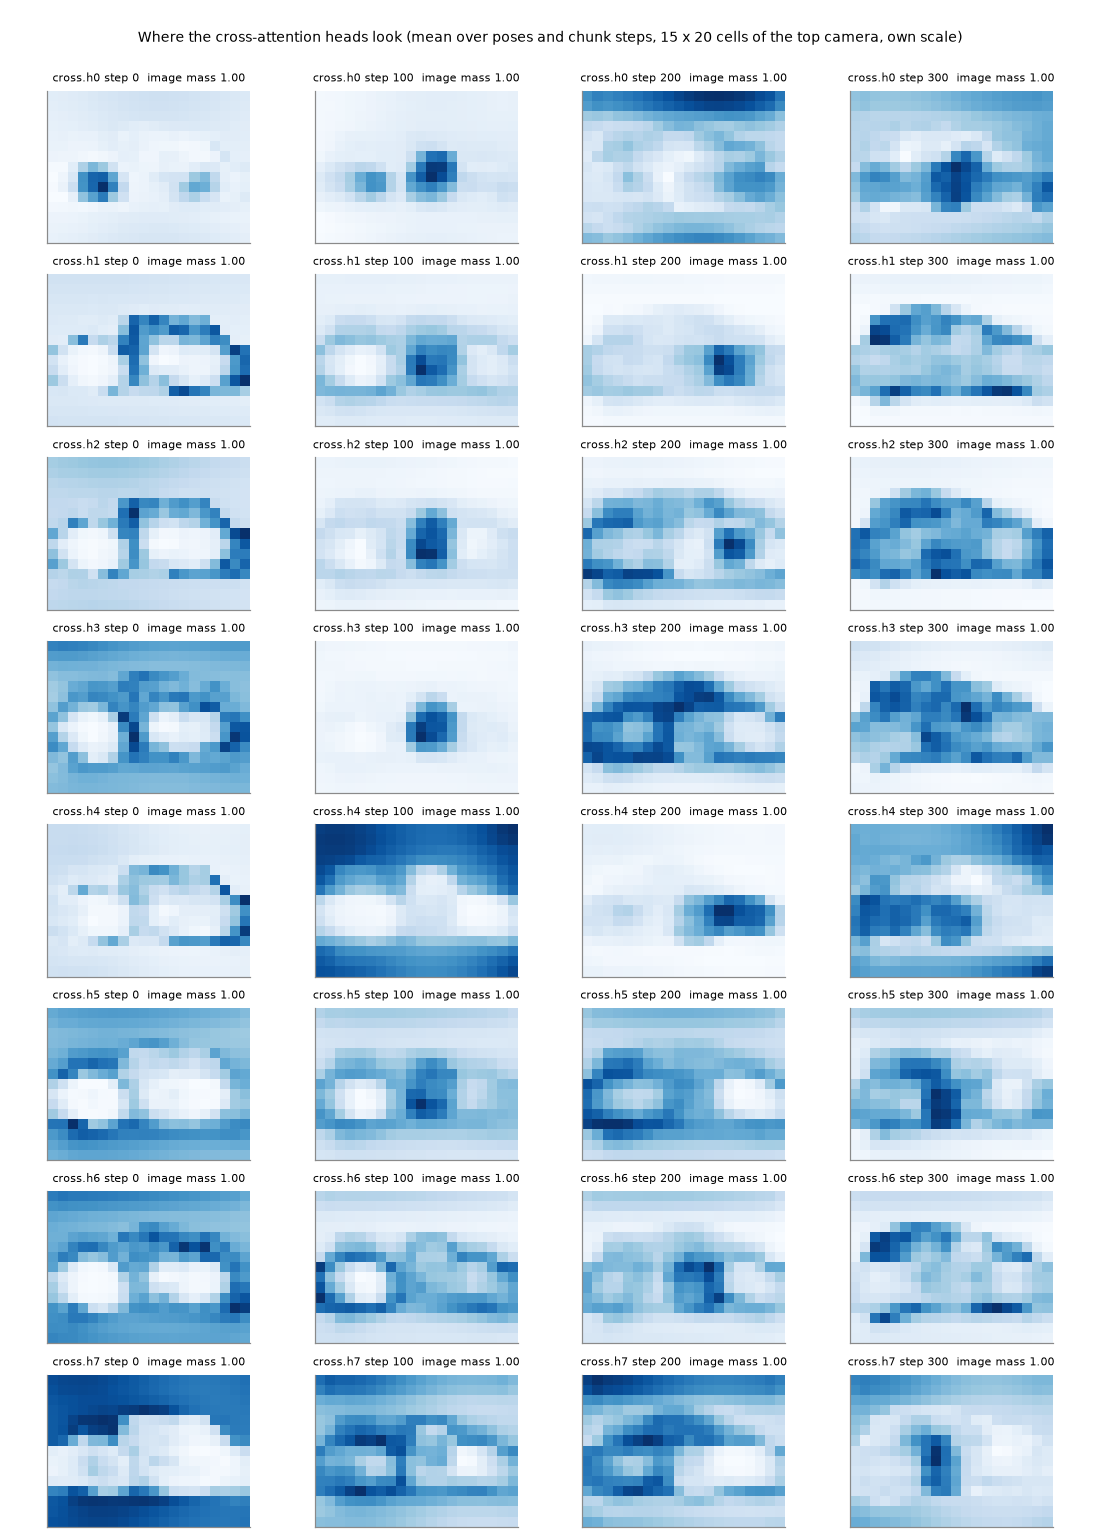 Where the cross-attention heads look (mean over poses and chunk steps, 15 x 20 cells of the top camera, own scale)
cross.h0 step 0  image mass 1.00
cross.h0 step 100  image mass 1.00
cross.h0 step 200  image mass 1.00
cross.h0 step 300  image mass 1.00
cross.h1 step 0  image mass 1.00
cross.h1 step 100  image mass 1.00
cross.h1 step 200  image mass 1.00
cross.h1 step 300  image mass 1.00
cross.h2 step 0  image mass 1.00
cross.h2 step 100  image mass 1.00
cross.h2 step 200  image mass 1.00
cross.h2 step 300  image mass 1.00
cross.h3 step 0  image mass 1.00
cross.h3 step 100  image mass 1.00
cross.h3 step 200  image mass 1.00
cross.h3 step 300  image mass 1.00
cross.h4 step 0  image mass 1.00
cross.h4 step 100  image mass 1.00
cross.h4 step 200  image mass 1.00
cross.h4 step 300  image mass 1.00
cross.h5 step 0  image mass 1.00
cross.h5 step 100  image mass 1.00
cross.h5 step 200  image mass 1.00
cross.h5 step 300  image mass 1.00
cross.h6 step 0  image mass 1.00
cross.h6 step 100  image mass 1.00
cross.h6 step 200  image mass 1.00
cross.h6 step 300  image mass 1.00
cross.h7 step 0  image mass 1.00
cross.h7 step 100  image mass 1.00
cross.h7 step 200  image mass 1.00
cross.h7 step 300  image mass 1.00